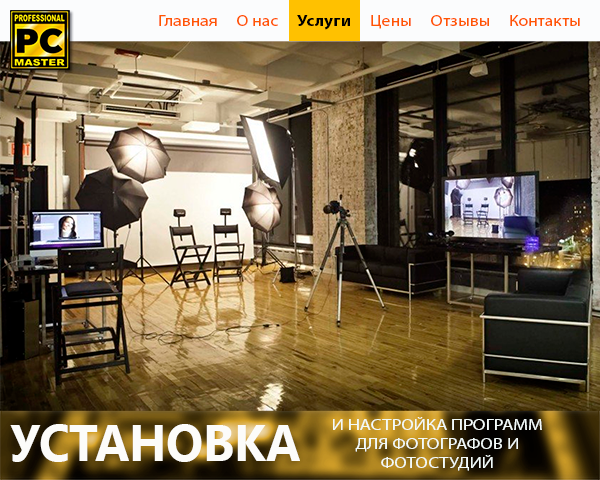 PROFESSIONAL
PC
MASTER
Главная О нас Услуги Цены Отзывы Контакты
УСТАНОВКА
И НАСТРОЙКА ПРОГРАММ
ДЛЯ ФОТОГРАФОВ И
ФОТОСТУДИЙ